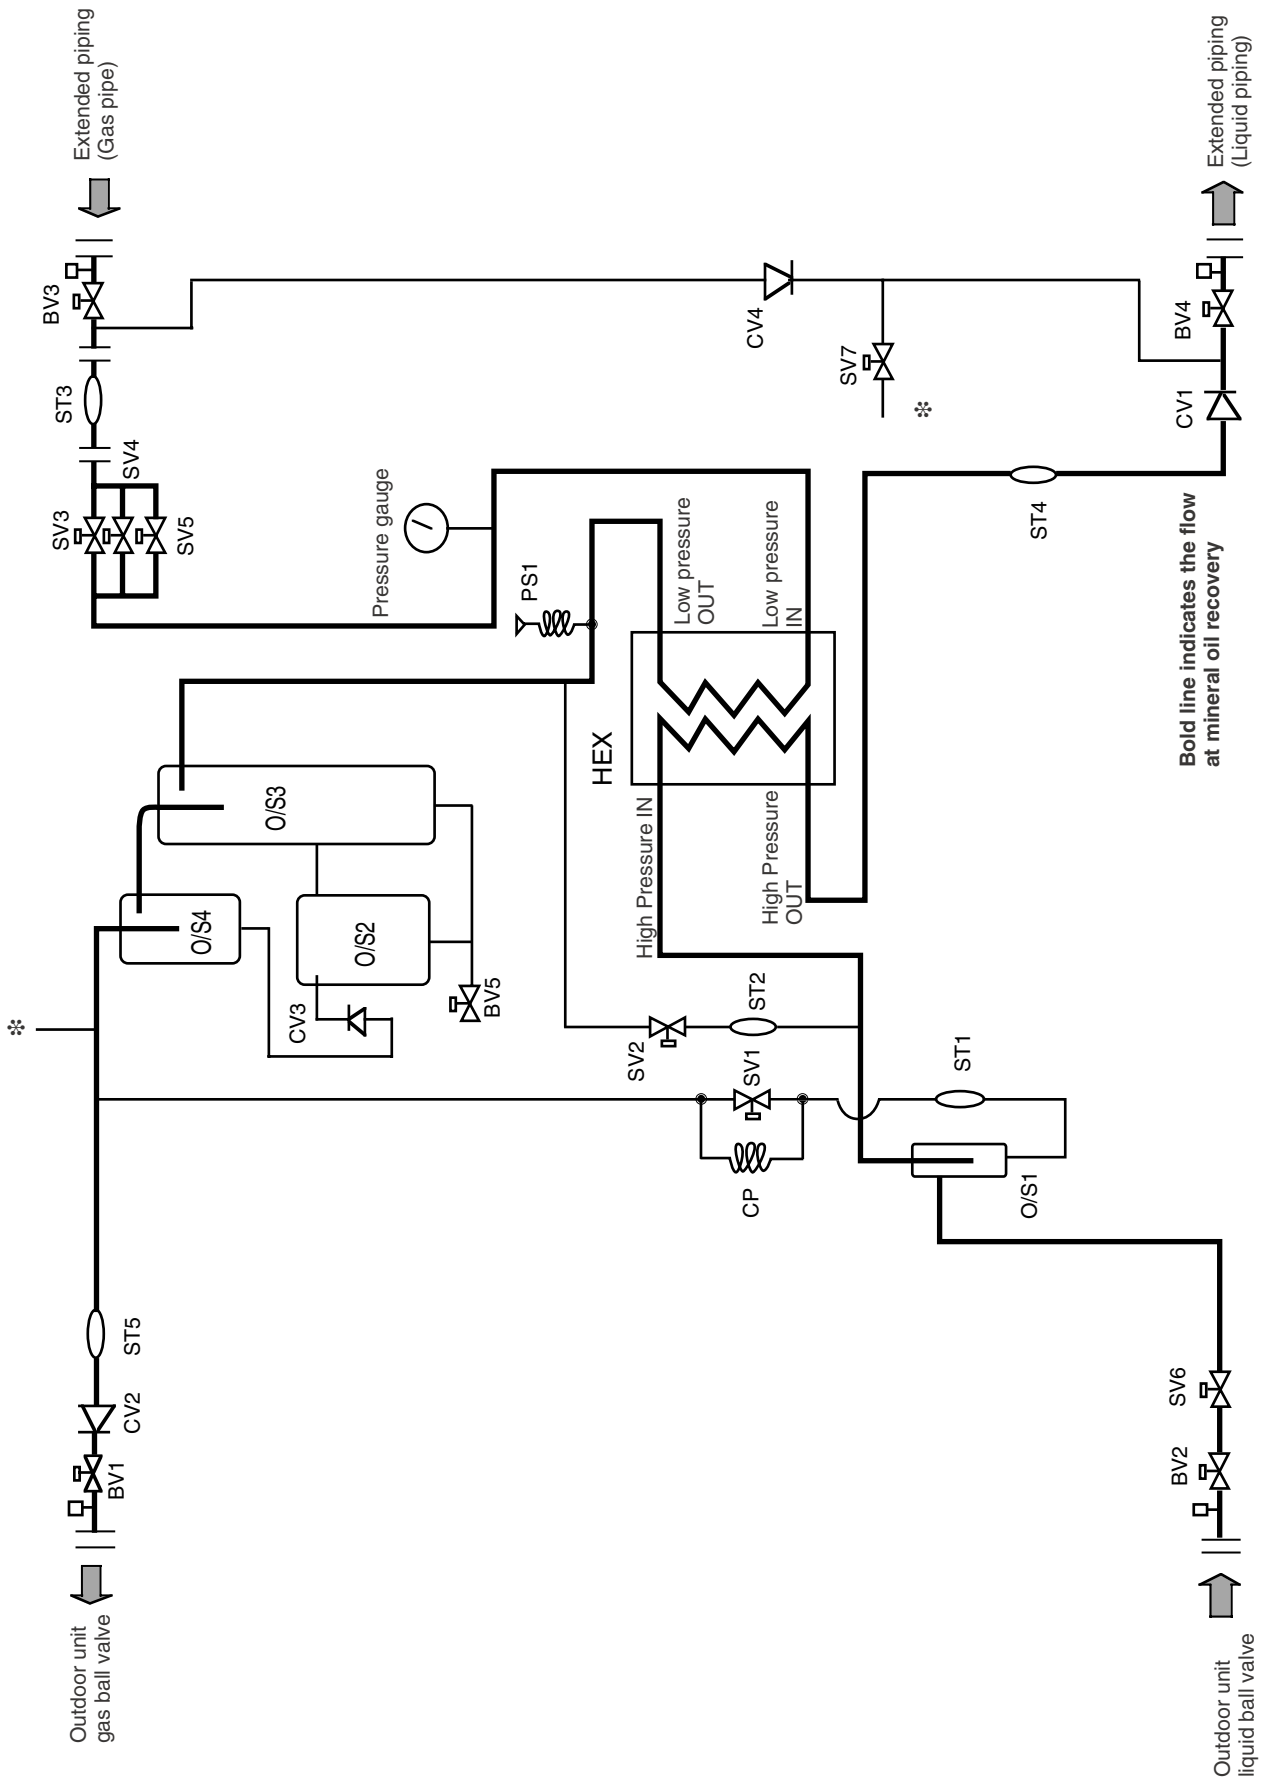 Outdoor unit
gas ball valve
BV1
CV2
ST5
❇
O/S4
O/S3
O/S2
CV3
BV5
SV3
SV4
SV5
ST3
BV3
Extended piping
(Gas pipe)
Pressure gauge
PS1
HEX
Low pressure
OUT
Low pressure
IN
High Pressure IN
High Pressure
OUT
SV2
ST2
SV1
CP
ST1
O/S1
CV4
SV7
❇
ST4
CV1
BV4
Extended piping
(Liquid piping)
Bold line indicates the flow
at mineral oil recovery
SV6
BV2
Outdoor unit
liquid ball valve